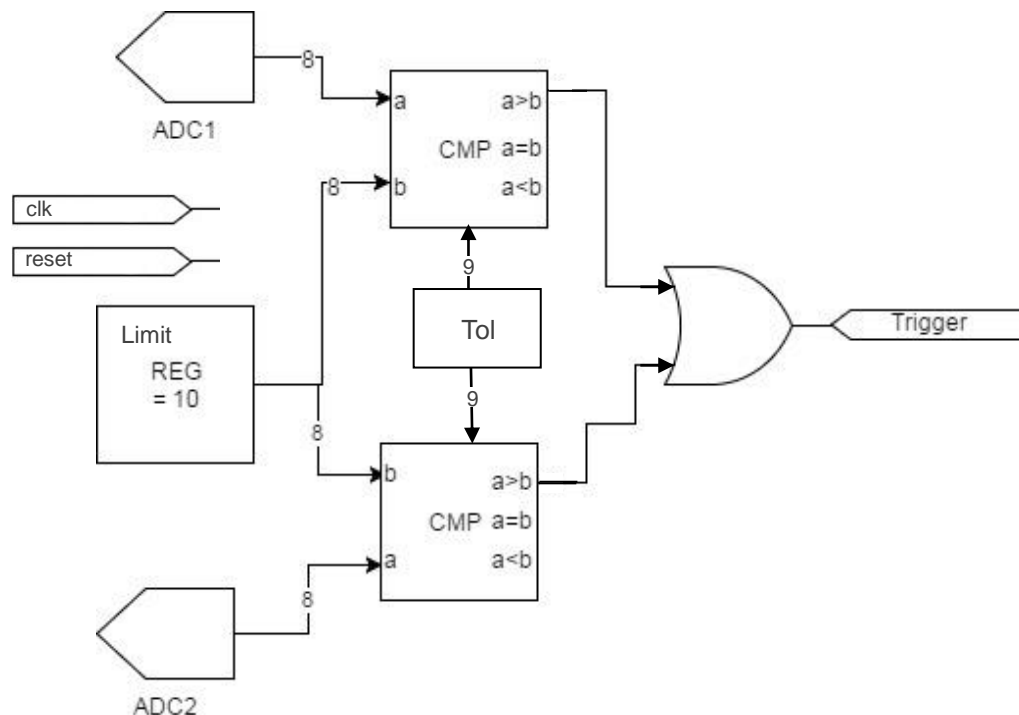 8
ADC1
a
a>b
CMP
a=b
8
b
a<b
clk
reset
9
Limit
REG
= 10
Tol
Trigger
9
8
b
a>b
CMP
a=b
a
a<b
8
ADC2